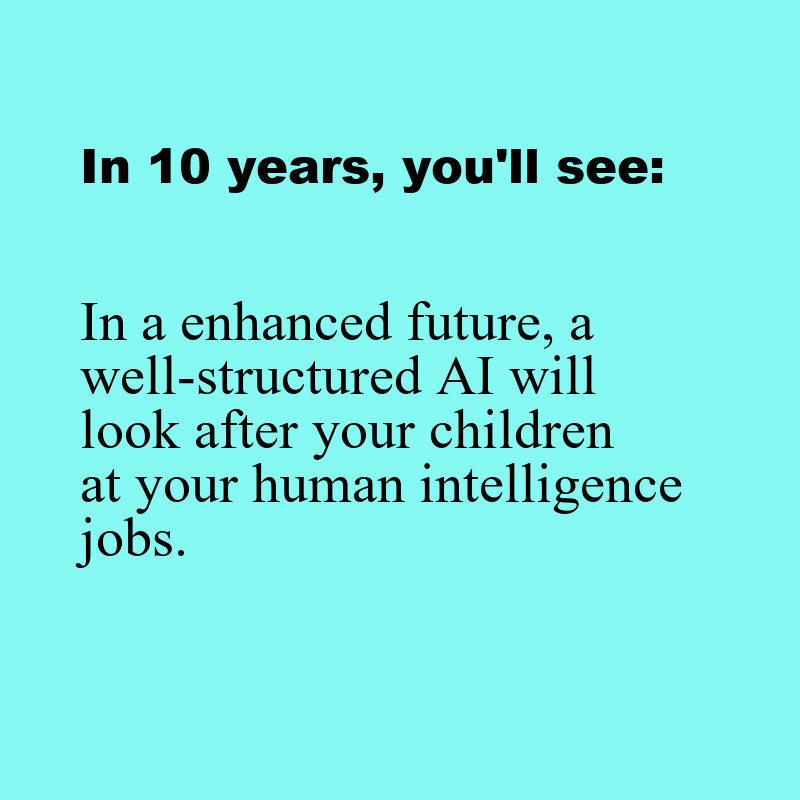 In 10 years, you'll see:
In a enhanced future, a
well-structured AI will
look after your children
at your human intelligence
jobs.